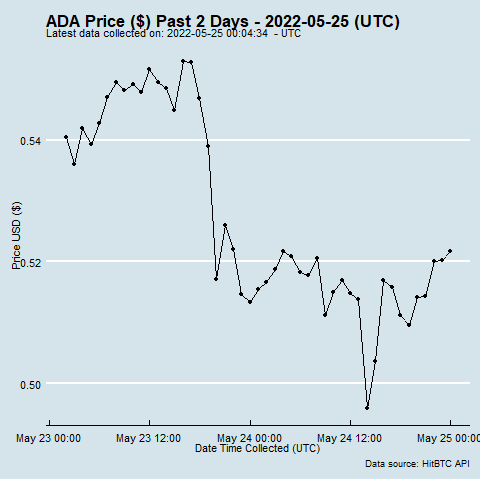 ADA Price ($) Past 2 Days - 2022-05-25 (UTC)
Latest data collected on: 2022-05-25 00:04:34 - UTC
Price USD ($)
0.54
0.52
0.50
May 23 00:00 May 23 12:00 May 24 00:00 May 24 12:00 May 25 00:00
Date Time Collected (UTC)
Data source: HitBTC API